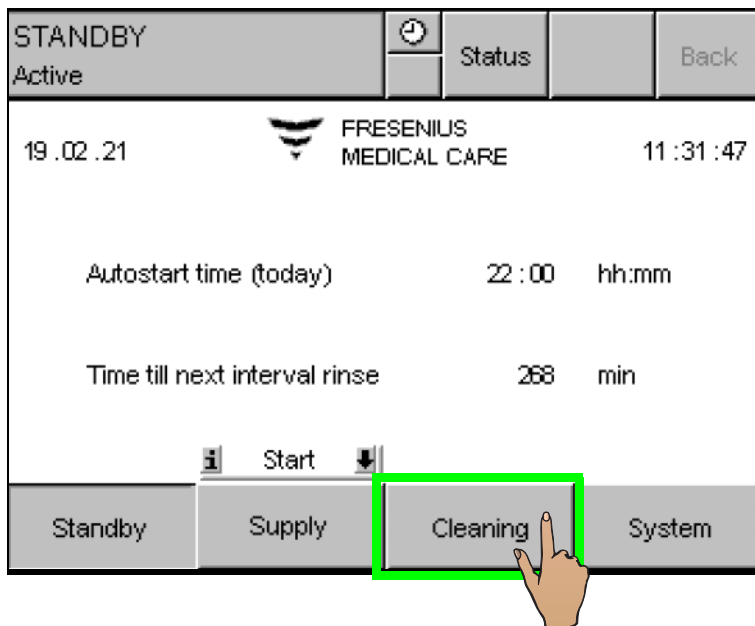 STANDBY
Active
Status
Back
19.02.21
FRESENIUS
MEDICAL CARE
11:31:47
Autostart time (today) 22:00 hh:mm
Time till next interval rinse 268 min
i Start
Standby Supply Cleaning System